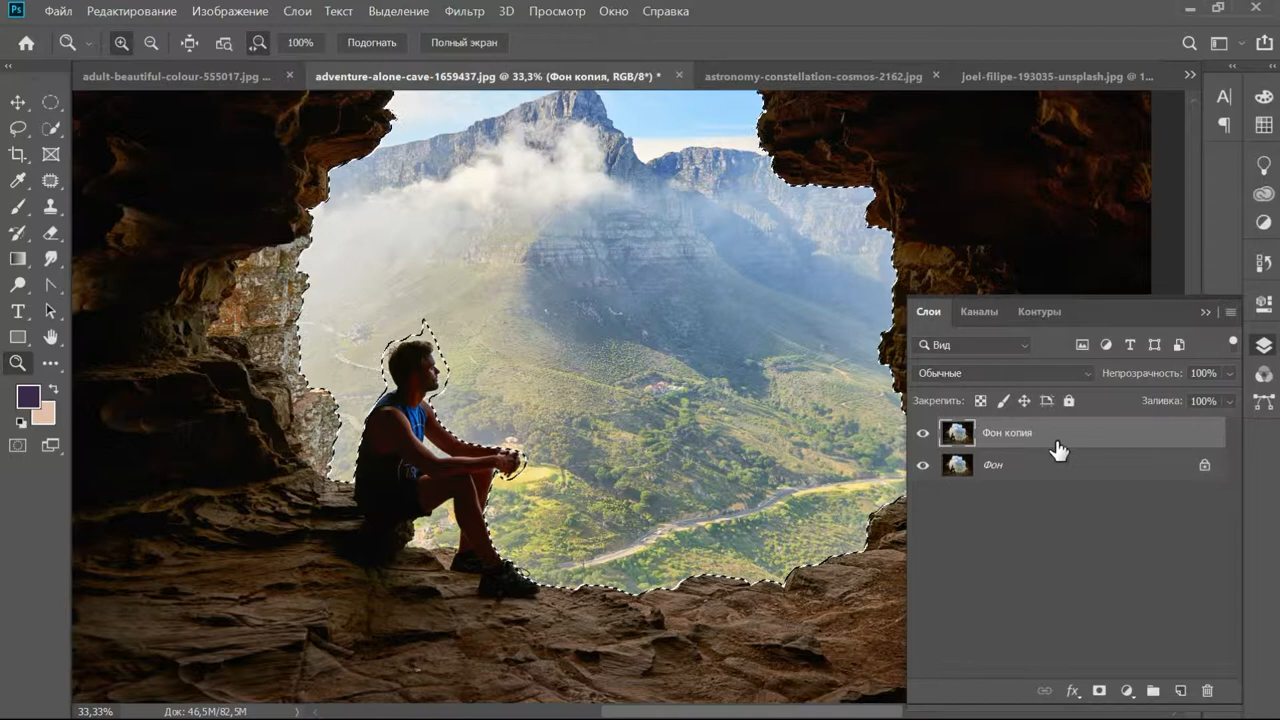 Ps Файл Редактирование Изображение Слои Текст Выделение Фильтр 3D Просмотр Окно Справка
100% Подогнать Полный экран
adult-beautiful-colour-555017.jpg ... adventure-alone-cave-1659437.jpg @ 33,3% (Фон копия, RGB/8*) * astronomy-constellation-cosmos-2162.jpg joel-filipe-193035-unsplash.jpg @ 1...
Слои Каналы Контуры
Вид
Обычные Непрозрачность: 100%
Закрепить: Заливка: 100%
Фон копия
Фон
fx
33,33% Док: 46,5M/82,5M